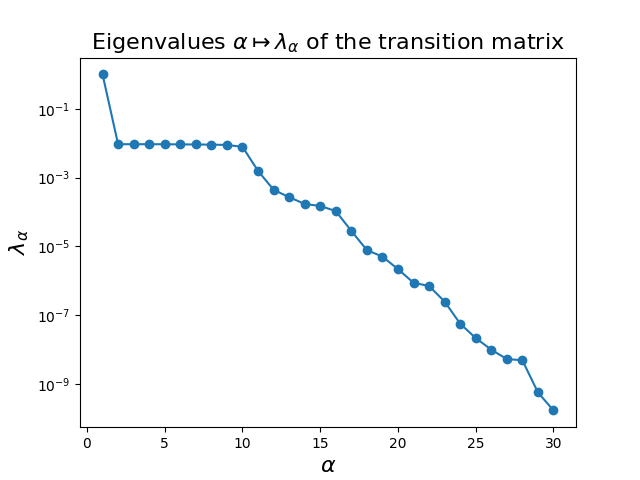 Eigenvalues α ↦ λ_α of the transition matrix
10⁻¹
10⁻³
10⁻⁵
10⁻⁷
10⁻⁹
λ_α
0 5 10 15 20 25 30
α